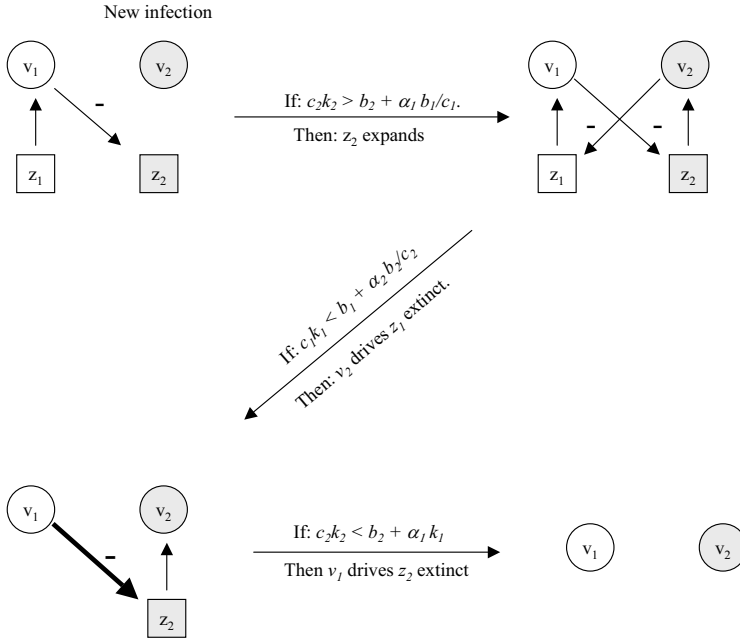 New infection
v1 v2
-
z1 z2
If: c2k2 > b2 + α1 b1/c1.
Then: z2 expands
v1 v2
- -
z1 z2
If: c1k1 < b1 + α2 b2/c2
Then: v2 drives z1 extinct.
v1 v2
-
z2
If: c2k2 < b2 + α1 k1
Then v1 drives z2 extinct
v1 v2